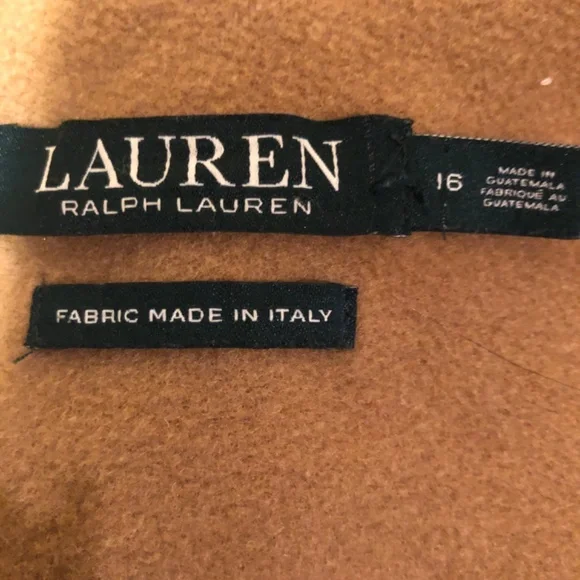 LAUREN
RALPH LAUREN
16
MADE IN
GUATEMALA
FABRIQUÉ AU
GUATEMALA
FABRIC MADE IN ITALY